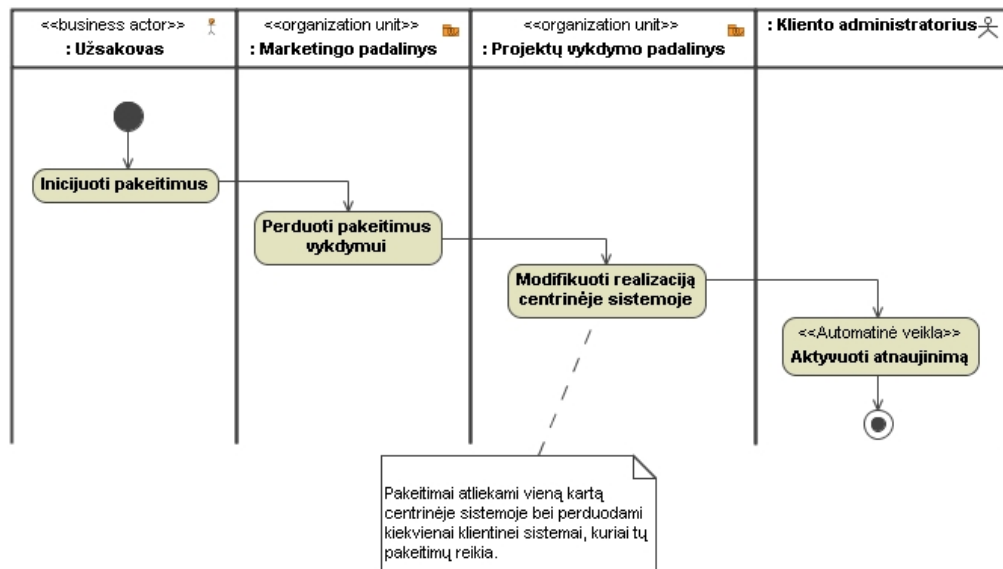 <<business actor>>
: Užsakovas
<<organization unit>>
: Marketingo padalinys
<<organization unit>>
: Projektų vykdymo padalinys
: Kliento administratorius
Inicijuoti pakeitimus
Perduoti pakeitimus
vykdymui
Modifikuoti realizaciją
centrinėje sistemoje
<<Automatinė veikla>>
Aktyvuoti atnaujinimą
Pakeitimai atliekami vieną kartą
centrinėje sistemoje bei perduodami
kiekvienai klientinei sistemai, kuriai tų
pakeitimų reikia.